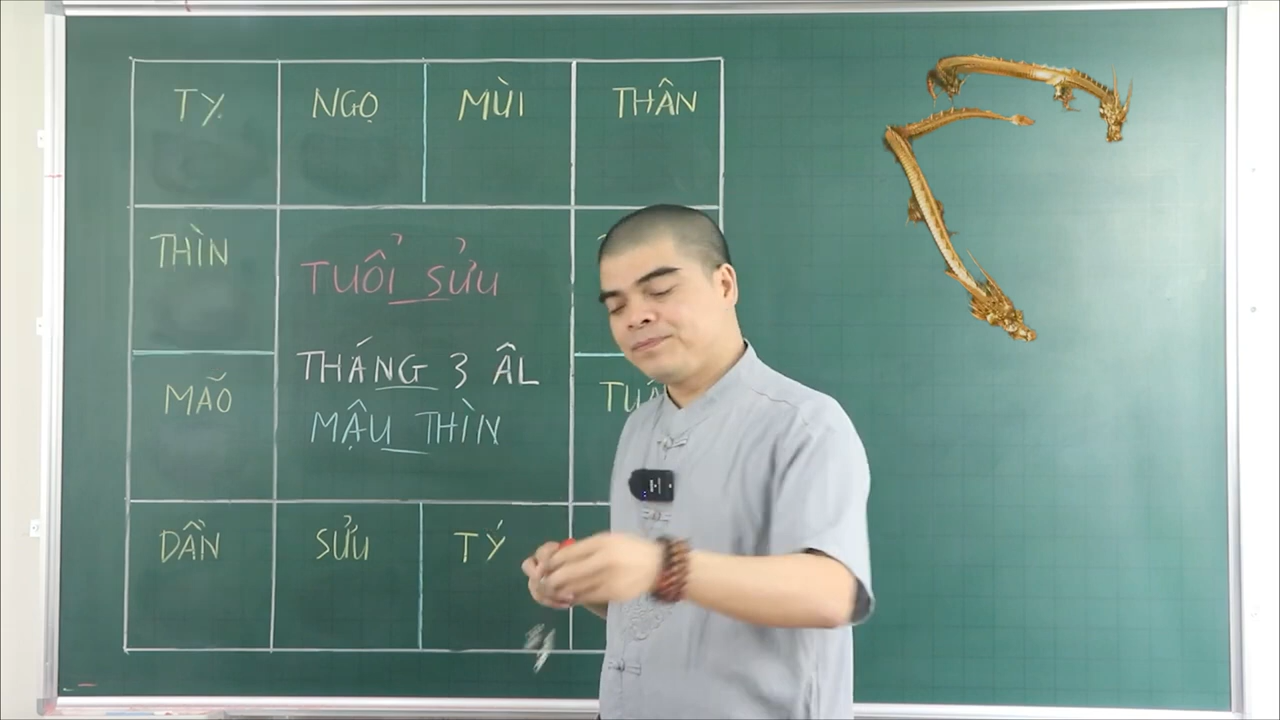 TỴ NGỌ MÙI THÂN
THÌN
TUỔI SỬU
MÃO
THÁNG 3 ÂL
MẬU THÌN
DẦN SỬU TÝ